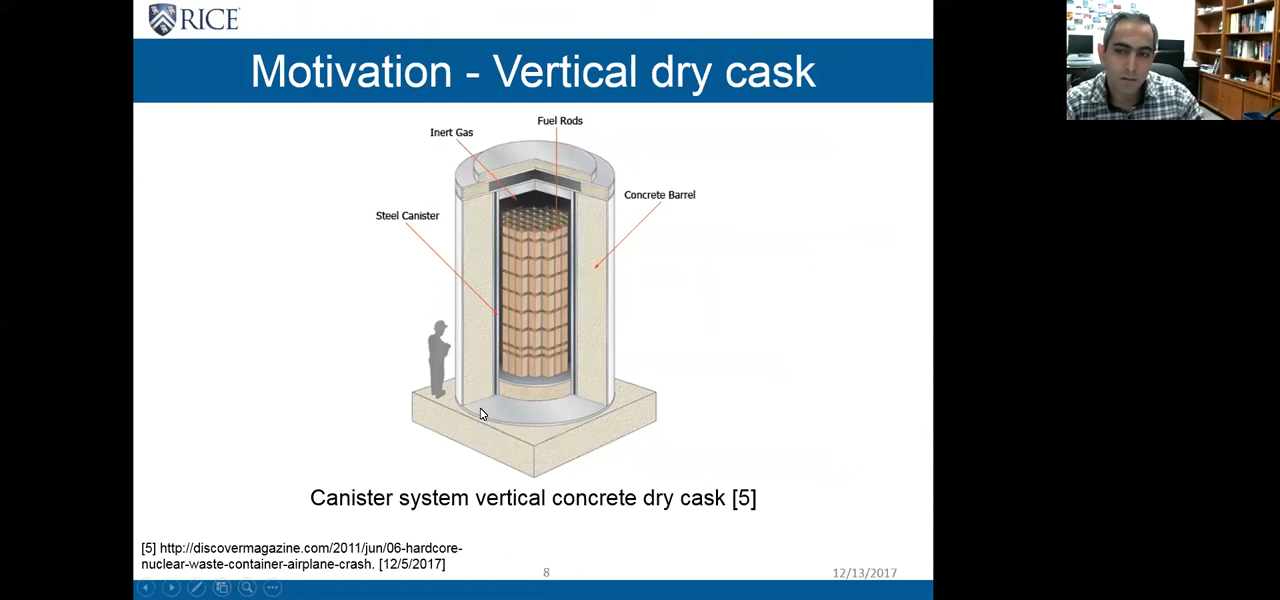 RICE
Motivation - Vertical dry cask
Fuel Rods
Inert Gas
Concrete Barrel
Steel Canister
Canister system vertical concrete dry cask [5]
[5] http://discovermagazine.com/2011/jun/06-hardcore-
nuclear-waste-container-airplane-crash. [12/5/2017]
8
12/13/2017